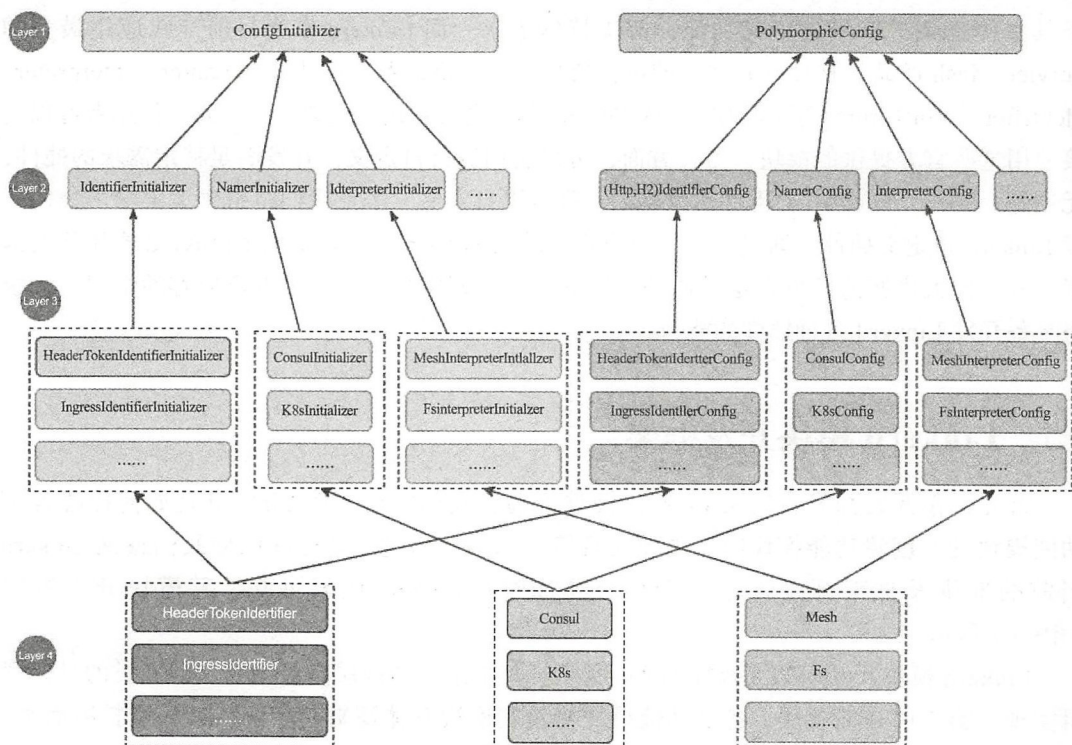 Layer 1
ConfigInitializer
PolymorphicConfig
Layer 2
IdentifierInitializer
NamerInitializer
IdterpreterInitializer
......
(Http,H2)IdentlflerConfig
NamerConfig
InterpreterConfig
......
Layer 3
HeaderTokenIdentifierInitializer
ConsulInitializer
MeshInterpreterIntlallzer
HeaderTokenIdertterConfig
ConsulConfig
MeshInterpreterConfig
IngressIdentifierInitializer
K8sInitializer
FsinterpreterInitialzer
IngressIdentllerConfig
K8sConfig
FsInterpreterConfig
......
......
......
......
......
......
Layer 4
HeaderTokenIdertifier
Consul
Mesh
IngressIdertifier
K8s
Fs
......
......
......